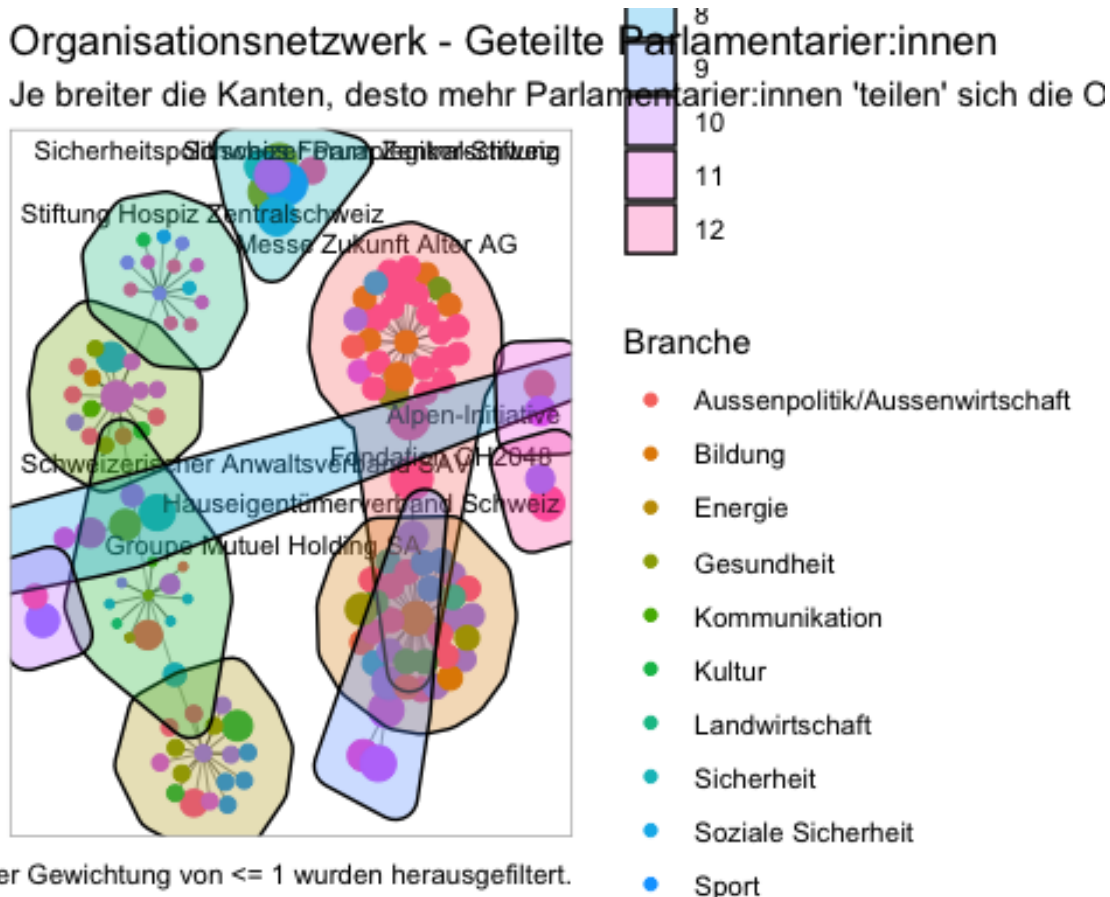 8
Organisationsnetzwerk - Geteilte Parlamentarier:innen
9
Je breiter die Kanten, desto mehr Parlamentarier:innen 'teilen' sich die O
10
11
12
Stiftung Hospiz Zentralschweiz
Messe Zukunft Alter AG
Alpen-Initiative
Fondation CH2048
Schweizerischer Anwaltsverband SAV
Hauseigentümerverband Schweiz
Groupe Mutuel Holding SA
er Gewichtung von <= 1 wurden herausgefiltert.
Branche
Aussenpolitik/Aussenwirtschaft
Bildung
Energie
Gesundheit
Kommunikation
Kultur
Landwirtschaft
Sicherheit
Soziale Sicherheit
Sport